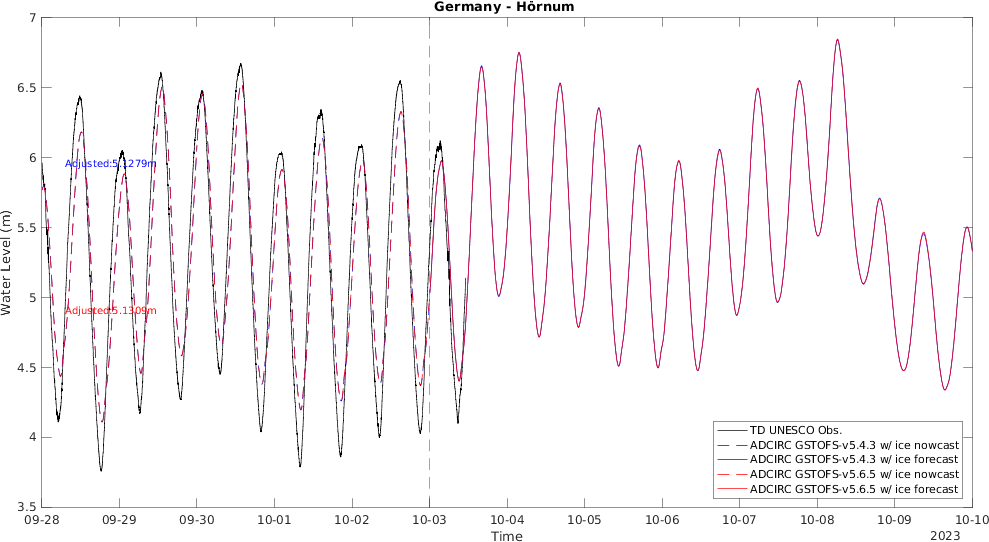 Germany - Hörnum
Water Level (m)
7
6.5
6
5.5
5
4.5
4
3.5
Adjusted:5.1279m
Adjusted:5.1309m
TD UNESCO Obs.
ADCIRC GSTOFS-v5.4.3 w/ ice nowcast
ADCIRC GSTOFS-v5.4.3 w/ ice forecast
ADCIRC GSTOFS-v5.6.5 w/ ice nowcast
ADCIRC GSTOFS-v5.6.5 w/ ice forecast
09-28 09-29 09-30 10-01 10-02 10-03 10-04 10-05 10-06 10-07 10-08 10-09 10-10
Time
2023